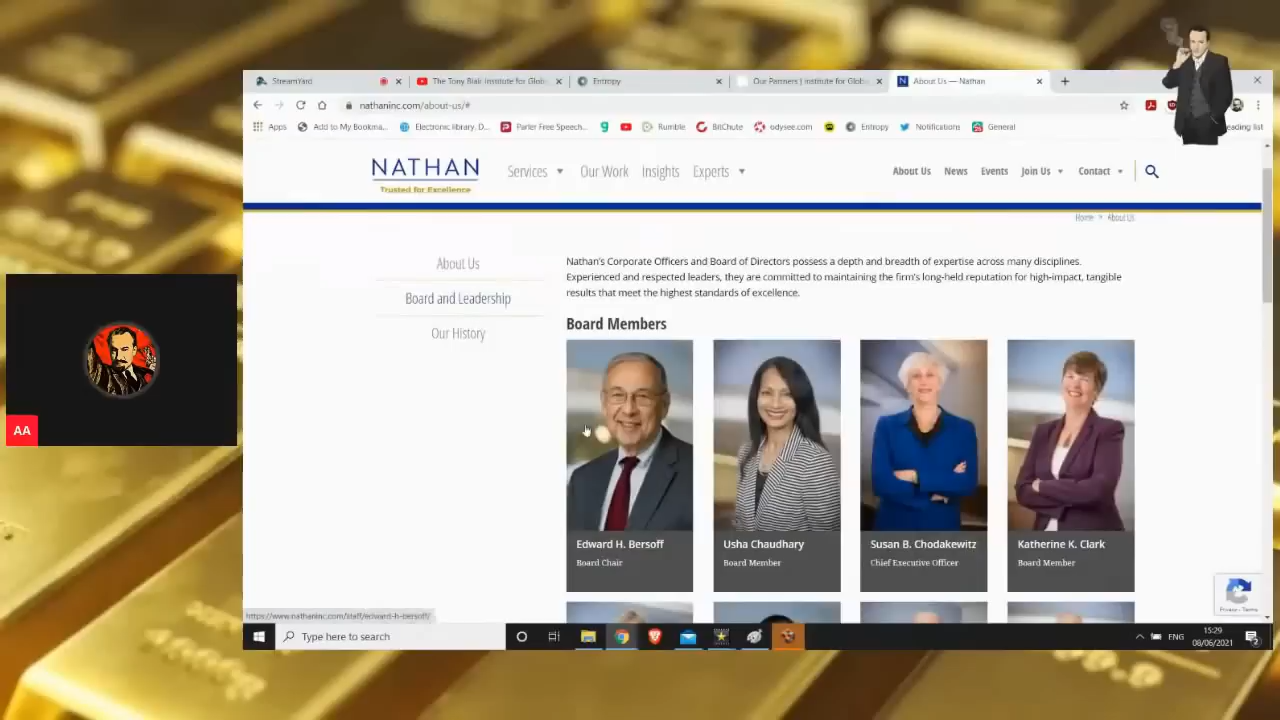 StreamYard
The Tony Blair Institute for Glob
Entropy
Our Partners | Institute for Glob
About Us — Nathan
nathaninc.com/about-us/#
Apps
Add to My Bookma...
Electronic library. D...
Parler Free Speech...
Rumble
BitChute
odysee.com
Entropy
Notifications
General
eading list
NATHAN
Trusted for Excellence
Services
Our Work
Insights
Experts
About Us
News
Events
Join Us
Contact
Home > About Us
About Us
Board and Leadership
Our History
Nathan's Corporate Officers and Board of Directors possess a depth and breadth of expertise across many disciplines.
Experienced and respected leaders, they are committed to maintaining the firm's long-held reputation for high-impact, tangible
results that meet the highest standards of excellence.
Board Members
Edward H. Bersoff
Board Chair
Usha Chaudhary
Board Member
Susan B. Chodakewitz
Chief Executive Officer
Katherine K. Clark
Board Member
AA
Privacy - Terms
https://www.nathaninc.com/staff/edward-h-bersoff/
Type here to search
ENG
15:29
08/06/2021